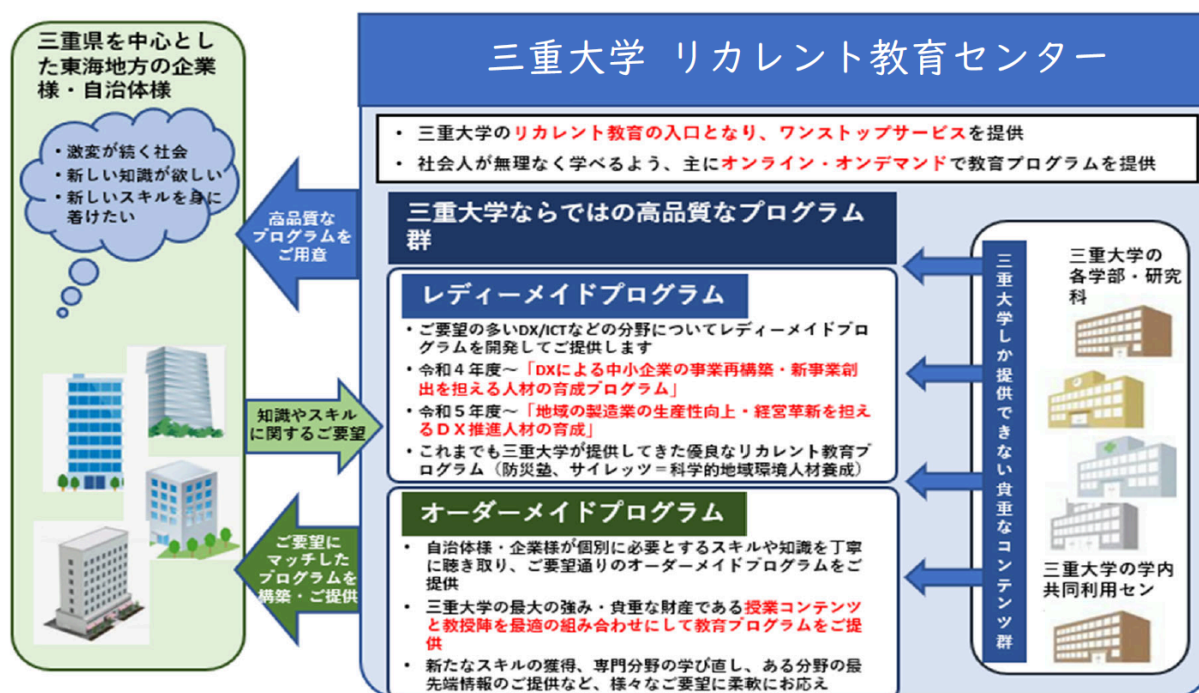 三重県を中心とし
た東海地方の企業
様・自治体様
・激変が続く社会
・新しい知識が欲しい
・新しいスキルを身に
着けたい
高品質な
プログラムを
ご用意
知識やスキル
に関するご要望
ご要望に
マッチした
プログラムを
構築・ご提供
三重大学 リカレント教育センター
・ 三重大学のリカレント教育の入口となり、ワンストップサービスを提供
・ 社会人が無理なく学べるよう、主にオンライン・オンデマンドで教育プログラムを提供
三重大学ならではの高品質なプログラム
群
レディーメイドプログラム
・ご要望の多いDX/ICTなどの分野についてレディーメイドプロ
グラムを開発してご提供します
・令和４年度～「DXによる中小企業の事業再構築・新事業創
出を担える人材の育成プログラム」
・令和５年度～「地域の製造業の生産性向上・経営革新を担え
るＤＸ推進人材の育成」
・これまでも三重大学が提供してきた優良なリカレント教育プ
ログラム（防災塾、サイレッツ＝科学的地域環境人材養成）
オーダーメイドプログラム
・ 自治体様・企業様が個別に必要とするスキルや知識を丁寧
に聴き取り、ご要望通りのオーダーメイドプログラムをご
提供
・ 三重大学の最大の強み・貴重な財産である授業コンテンツ
と教授陣を最適の組み合わせにして教育プログラムをご提
供
・ 新たなスキルの獲得、専門分野の学び直し、ある分野の最
先端情報のご提供など、様々なご要望に柔軟にお応え
三重大学しか提供できない貴重なコンテンツ群
三重大学の
各学部・研究
科
三重大学の学内
共同利用セン